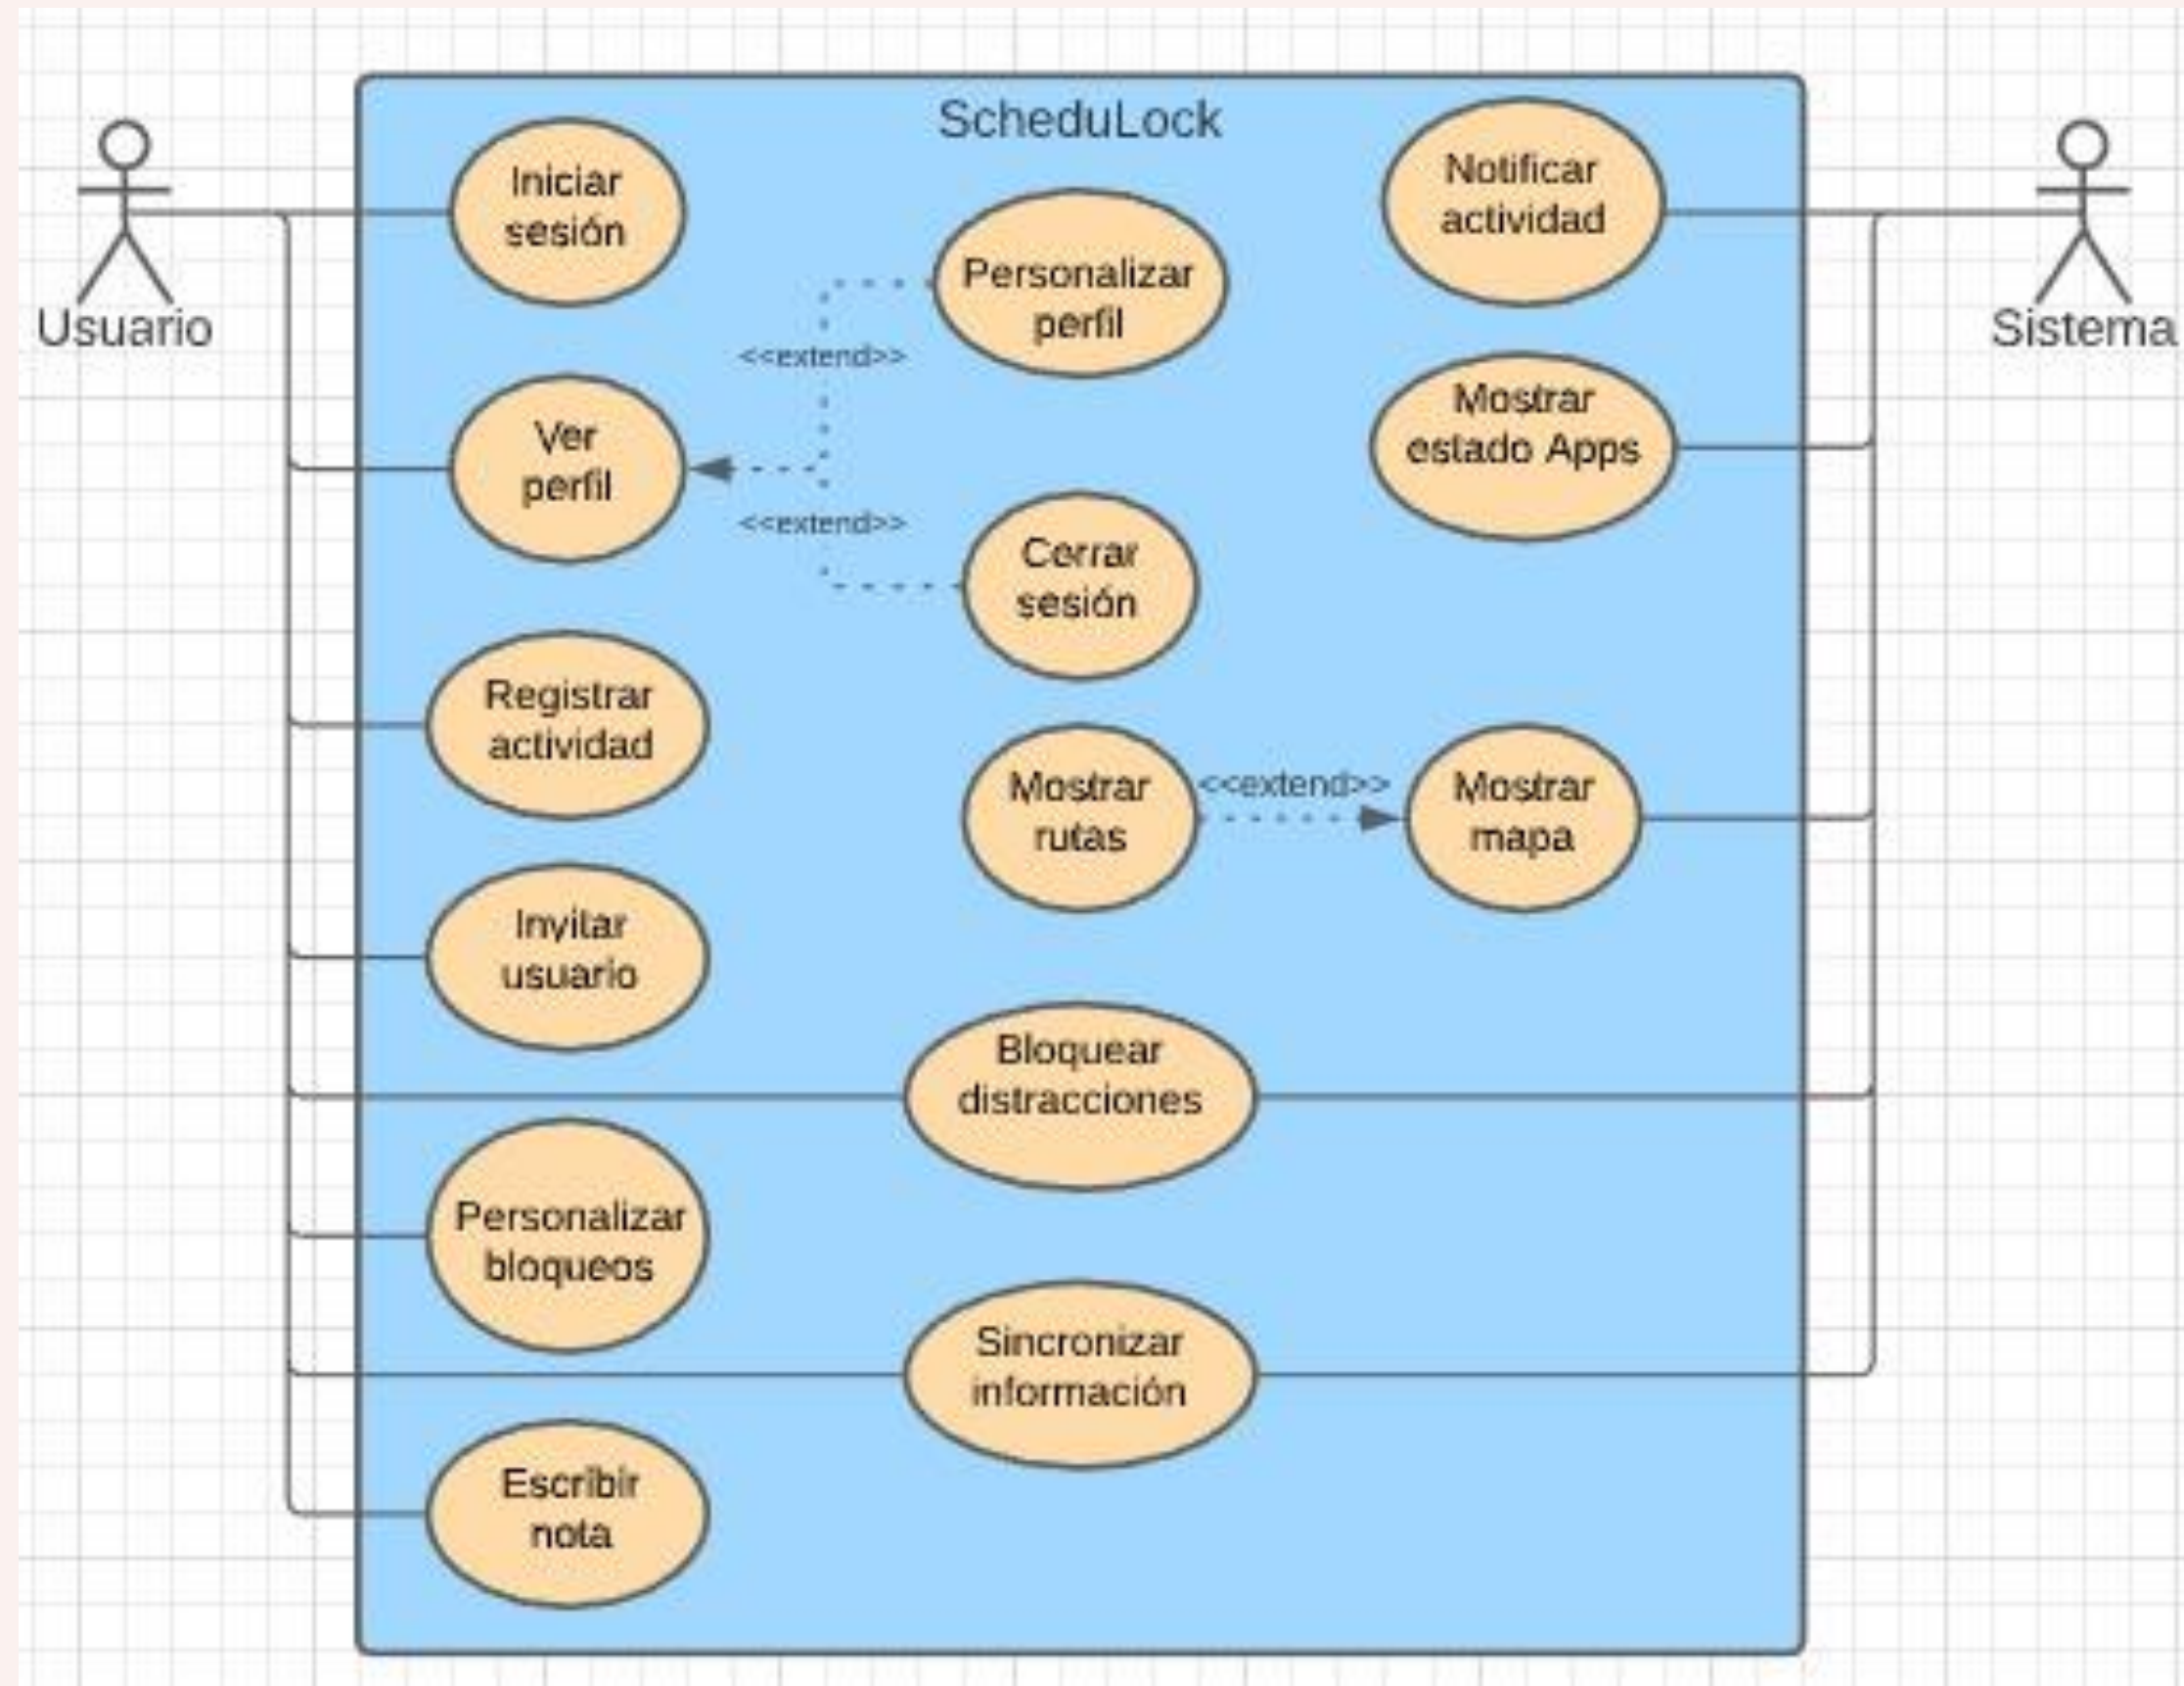 ScheduLock
Usuario
Iniciar
sesión
Ver
perfil
Registrar
actividad
Invitar
usuario
Personalizar
bloqueos
Escribir
nota
Personalizar
perfil
<<extend>>
<<extend>>
Cerrar
sesión
Mostrar
rutas
<<extend>>
Mostrar
mapa
Bloquear
distracciones
Sincronizar
información
Notificar
actividad
Mostrar
estado Apps
Sistema